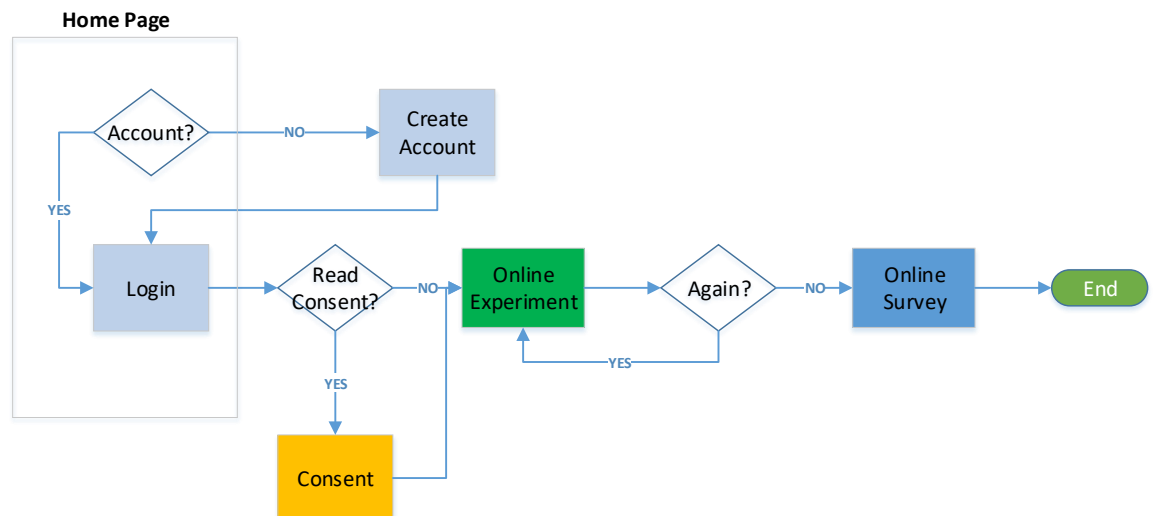 Home Page
Account?
NO
Create
Account
YES
Login
Read
Consent?
NO
Online
Experiment
Again?
NO
Online
Survey
End
YES
YES
Consent